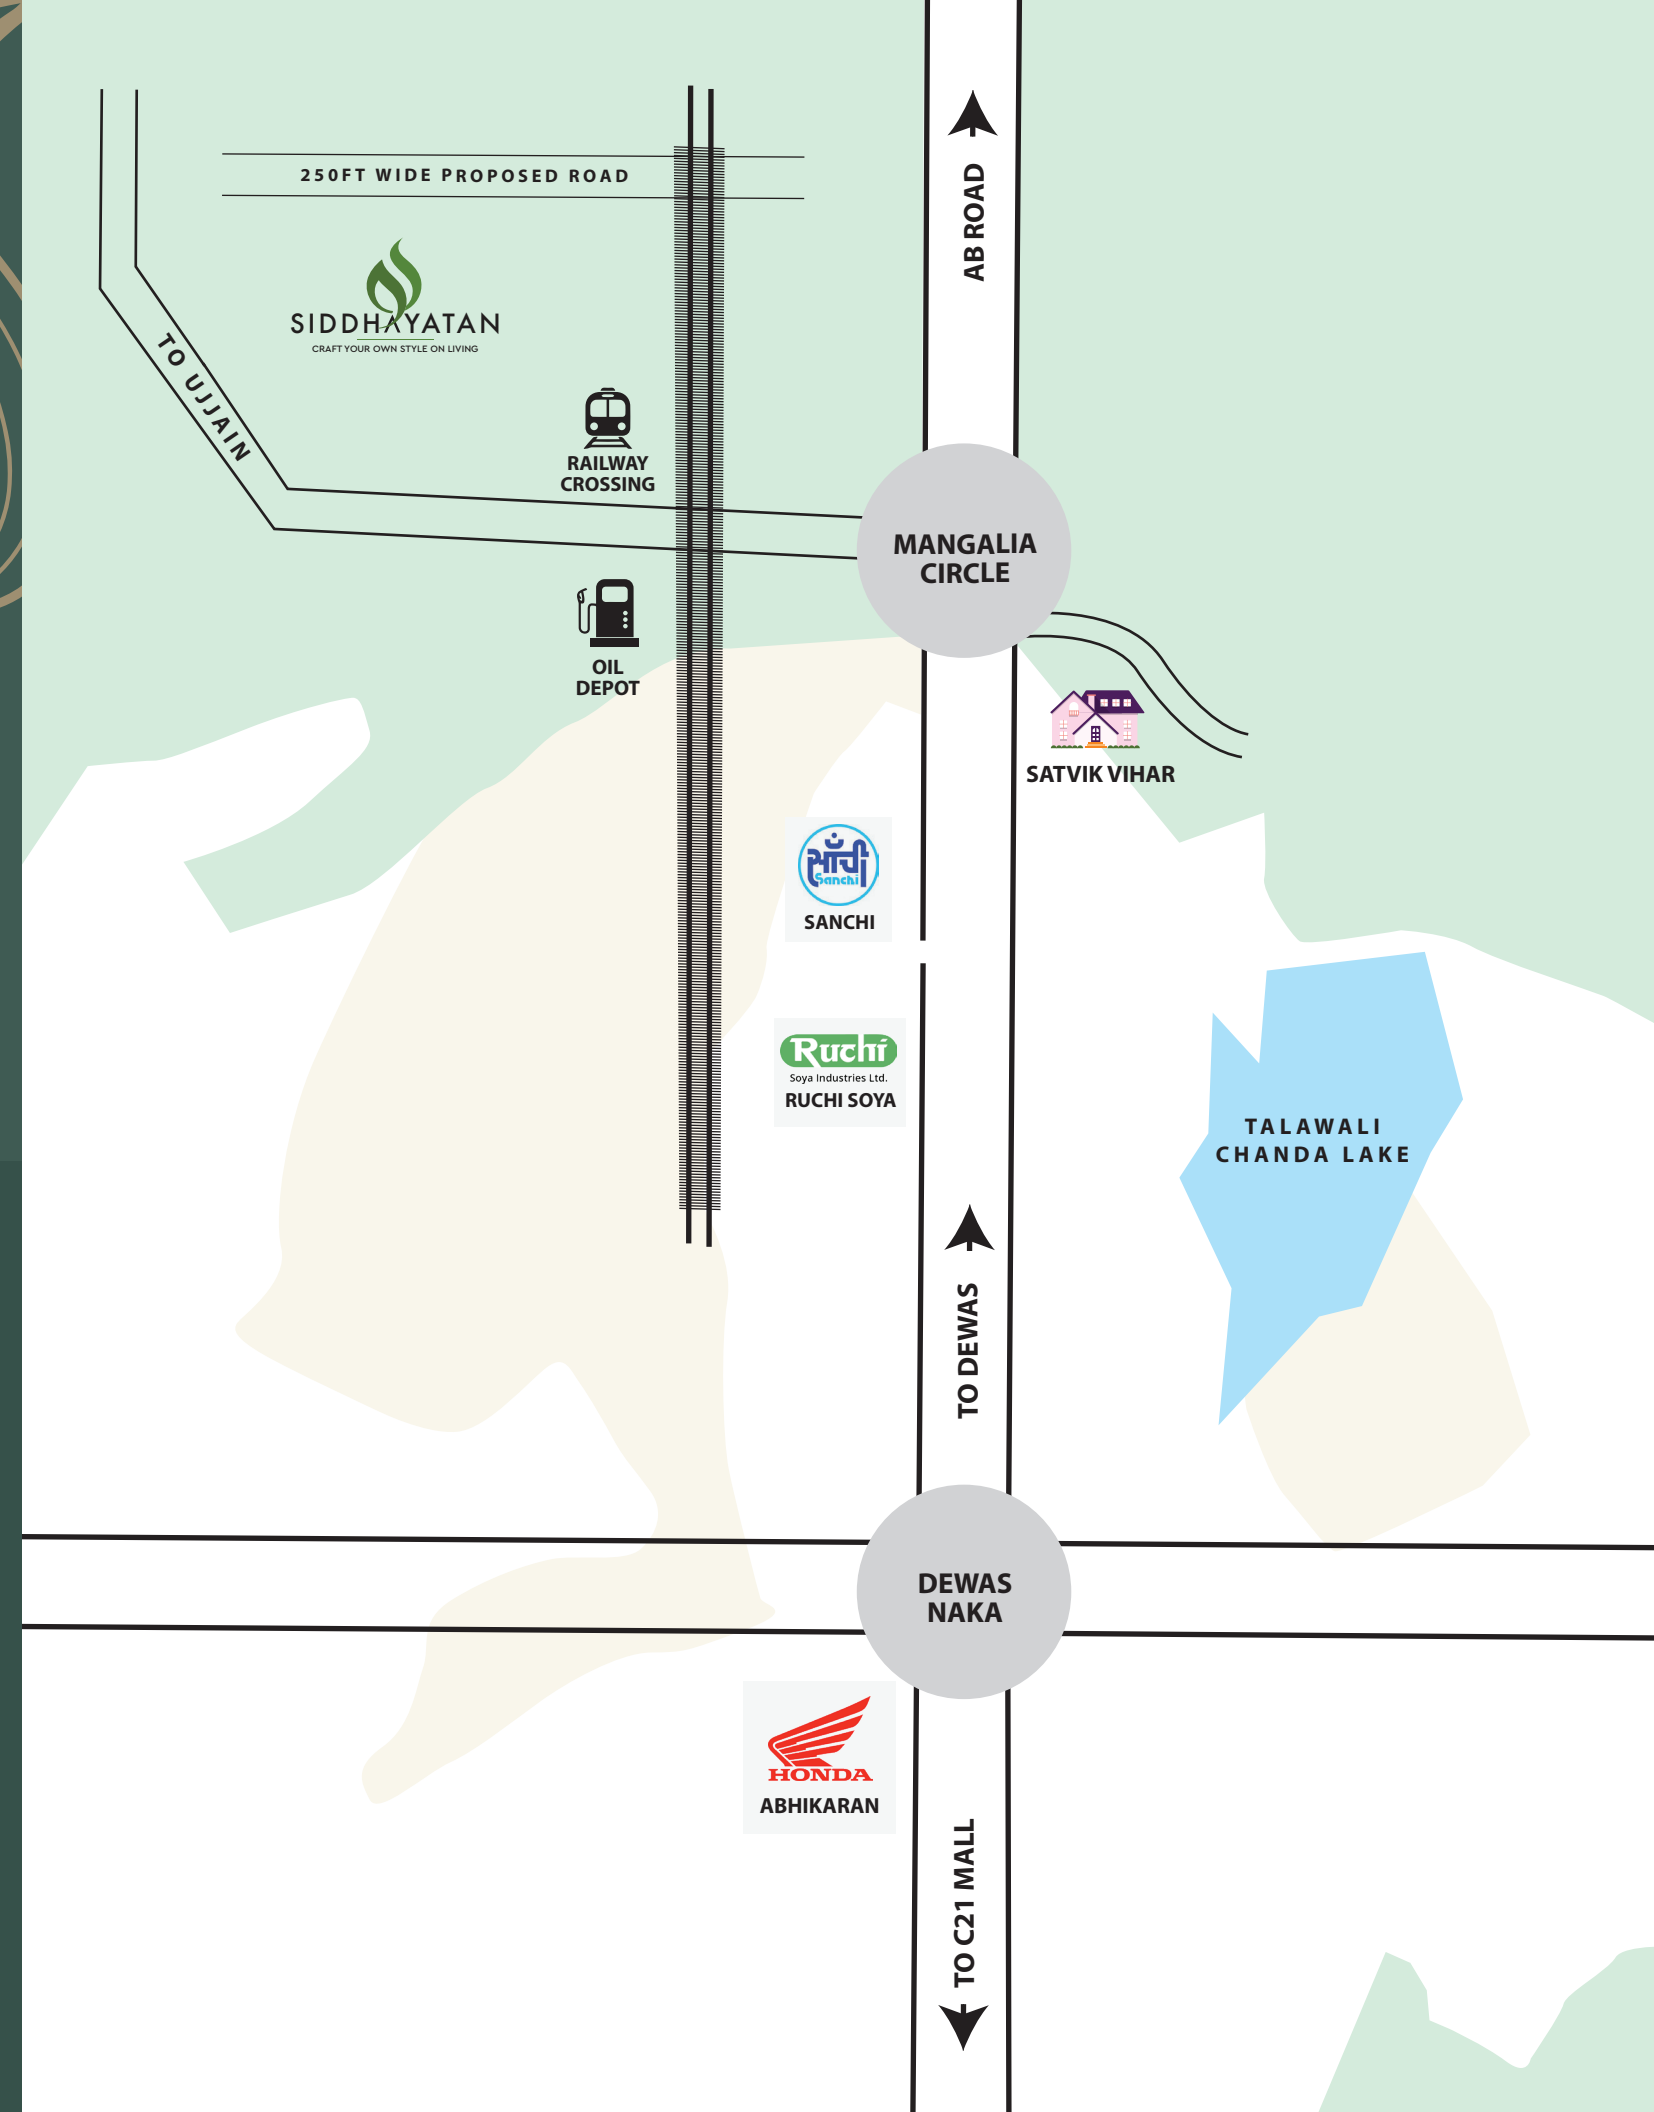 250FT WIDE PROPOSED ROAD
AB ROAD
SIDDHAYATAN
CRAFT YOUR OWN STYLE ON LIVING
TO UJJAIN
RAILWAY
CROSSING
MANGALIA
CIRCLE
OIL
DEPOT
SATVIK VIHAR
साँची
Sanchi
SANCHI
Ruchi
Soya Industries Ltd.
RUCHI SOYA
TALAWALI
CHANDA LAKE
TO DEWAS
DEWAS
NAKA
HONDA
ABHIKARAN
TO C21 MALL